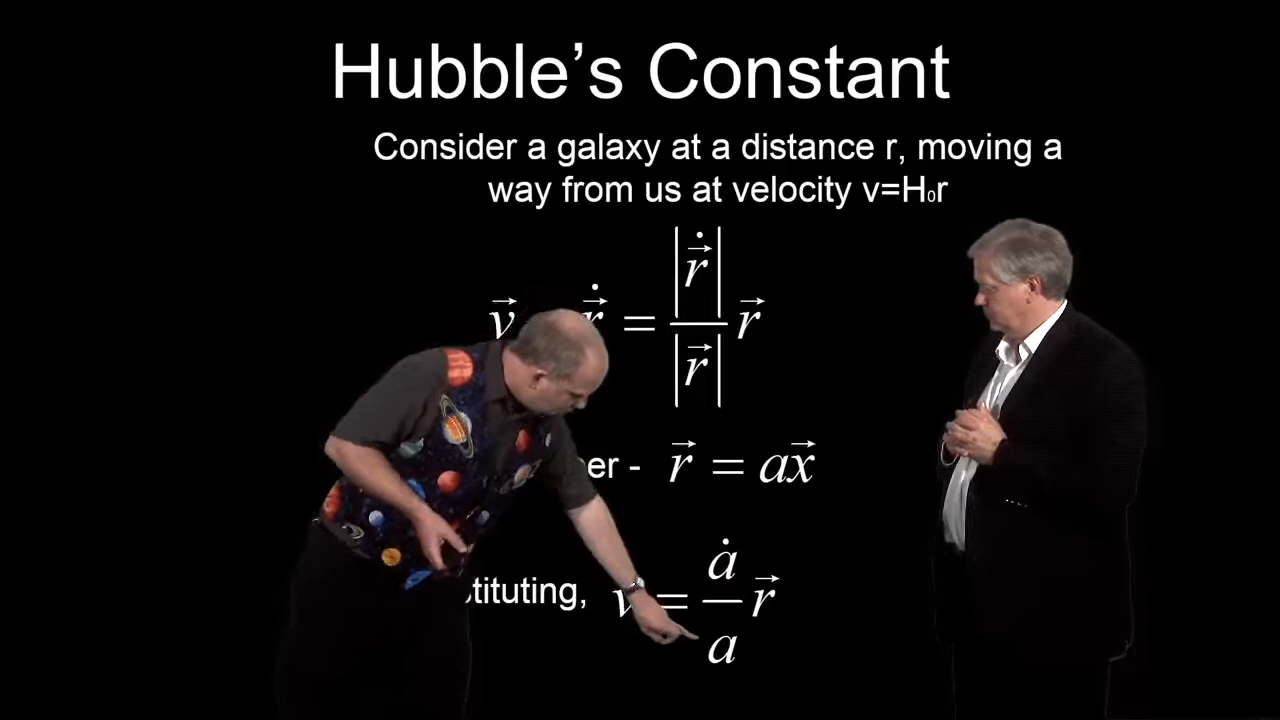 Hubble's Constant
Consider a galaxy at a distance r, moving a
way from us at velocity v=H₀r
v⃗ ṙ⃗ = |ṙ⃗|/|r⃗| r⃗
er - r⃗ = ax⃗
stituting, v = ȧ/a r⃗